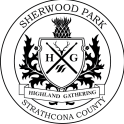 SHERWOOD PARK
H G
HIGHLAND GATHERING
STRATHCONA COUNTY